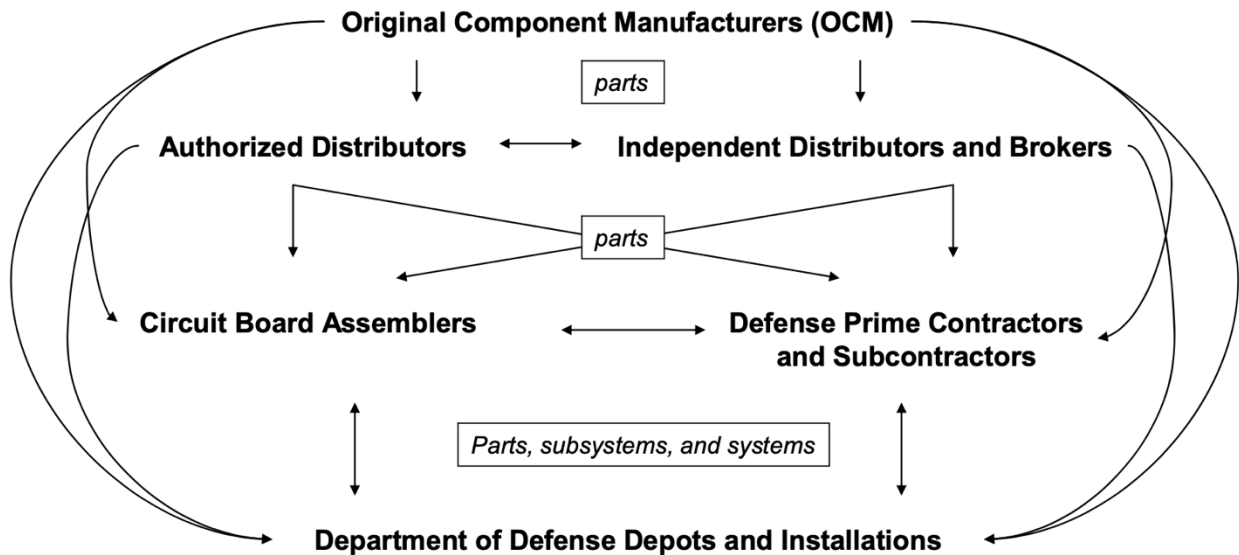 Original Component Manufacturers (OCM)
parts
Authorized Distributors
Independent Distributors and Brokers
parts
Circuit Board Assemblers
Defense Prime Contractors
and Subcontractors
Parts, subsystems, and systems
Department of Defense Depots and Installations